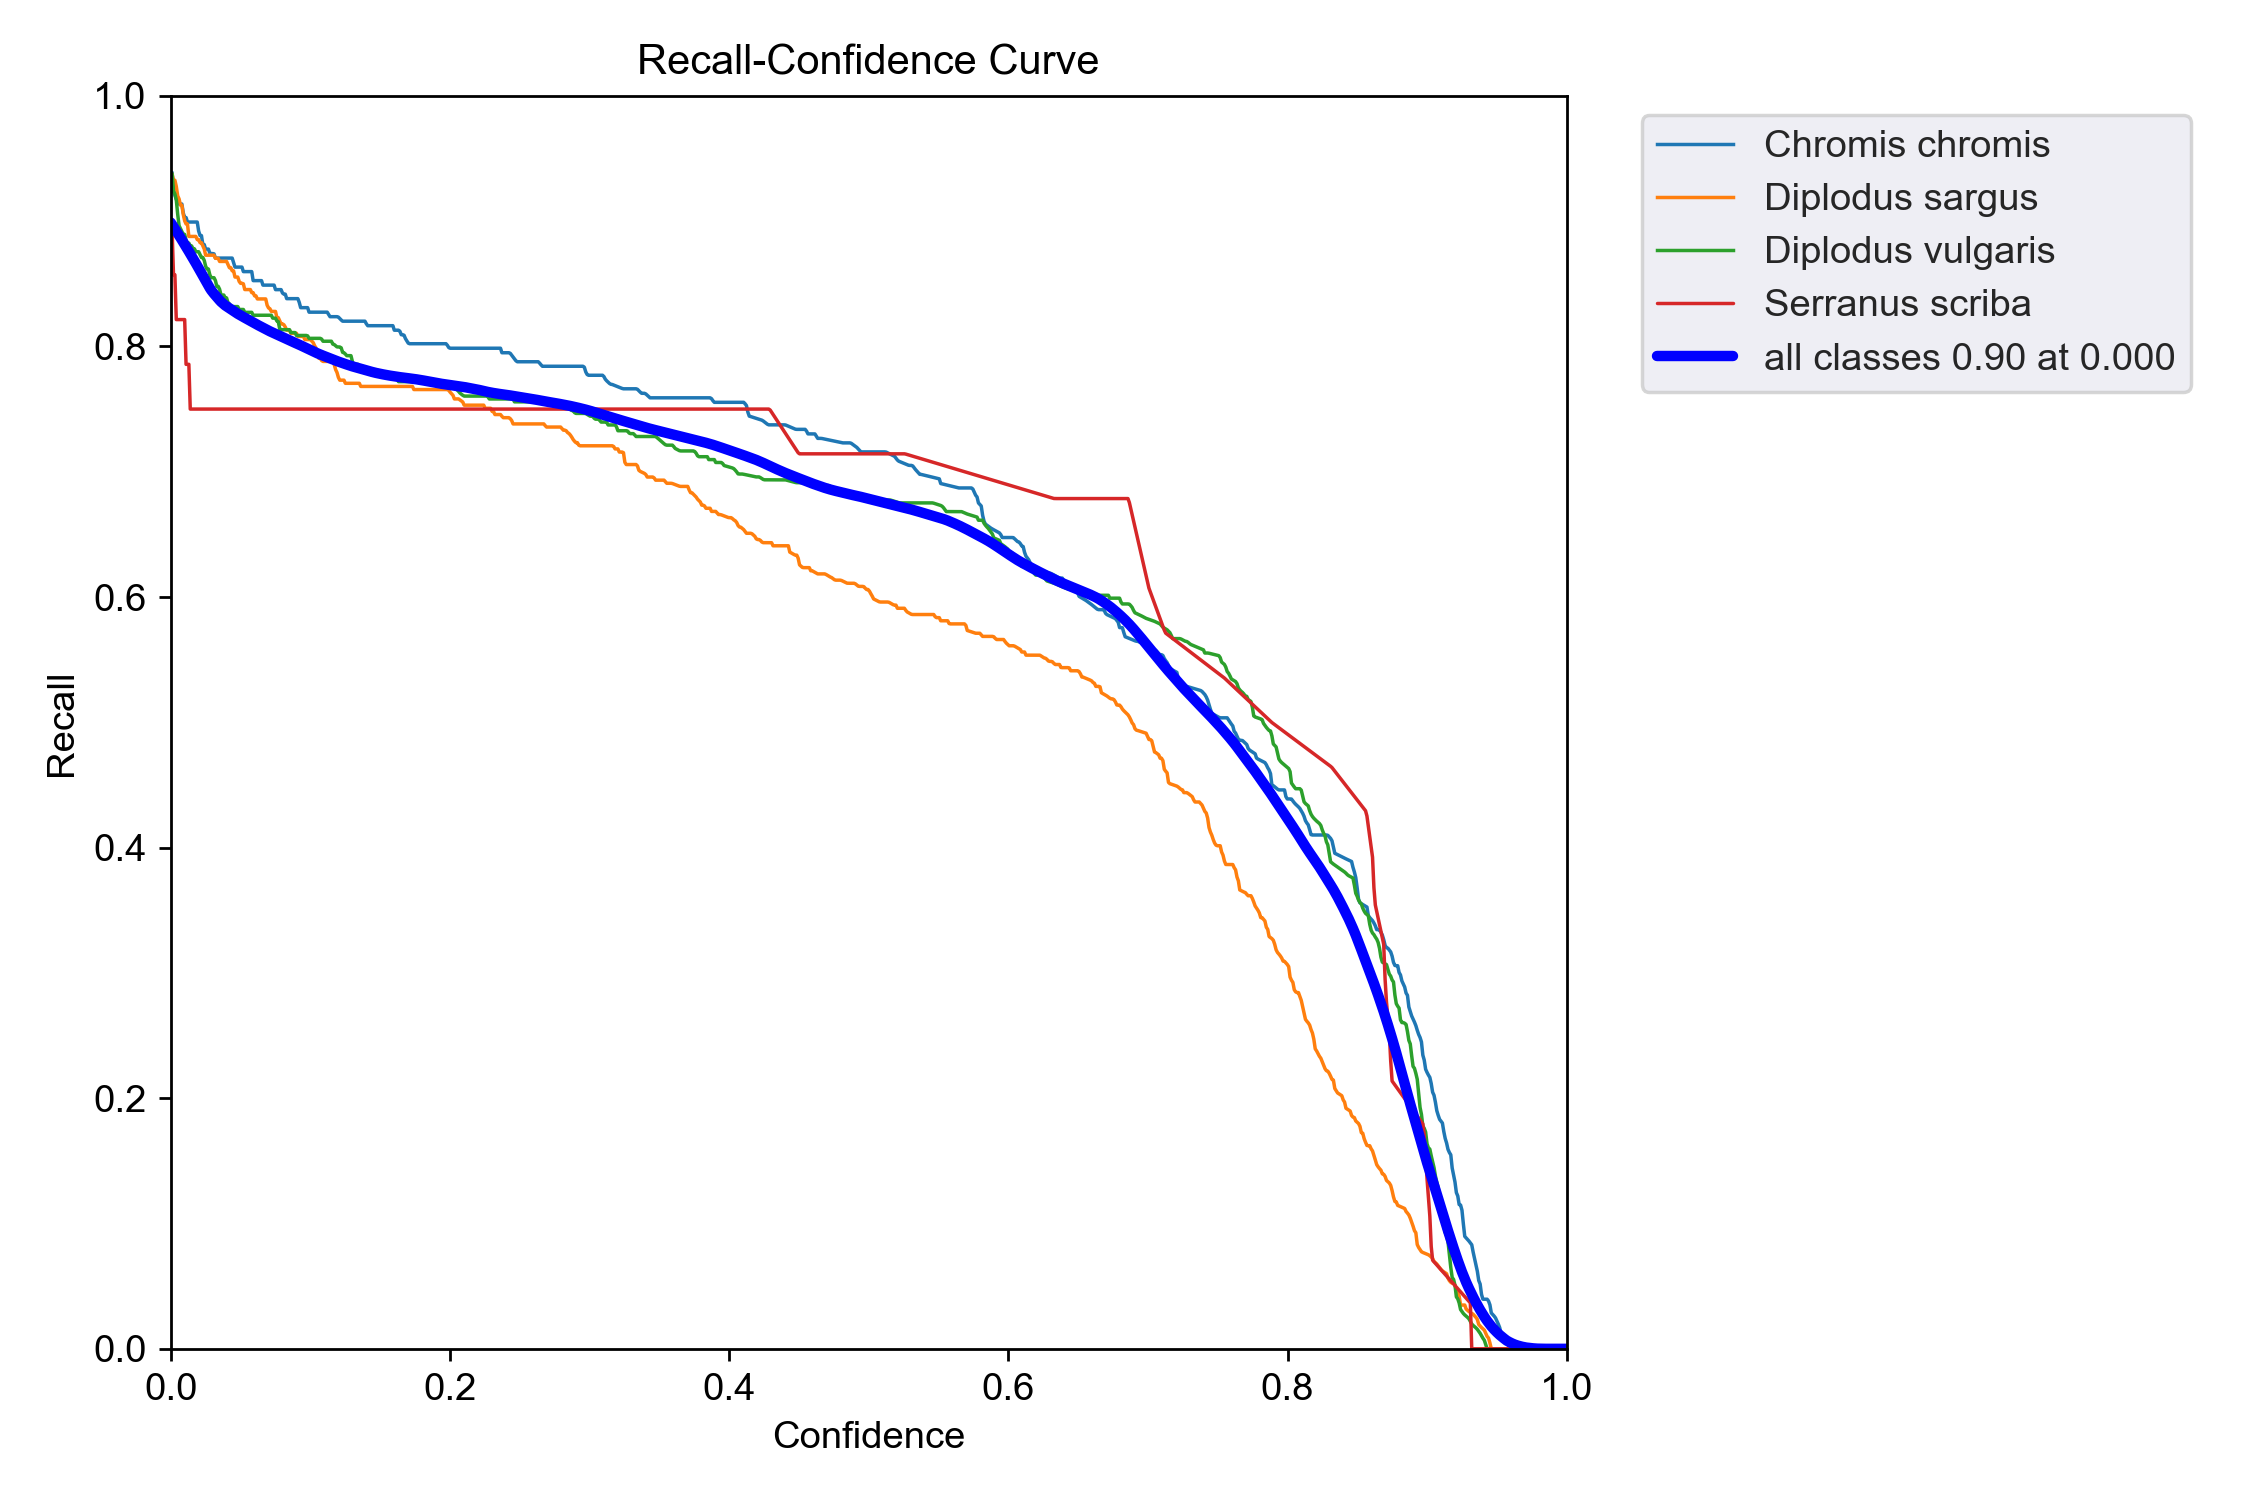 Recall-Confidence Curve
1.0
0.8
0.6
0.4
0.2
0.0
Recall
0.0 0.2 0.4 0.6 0.8 1.0
Confidence
Chromis chromis
Diplodus sargus
Diplodus vulgaris
Serranus scriba
all classes 0.90 at 0.000